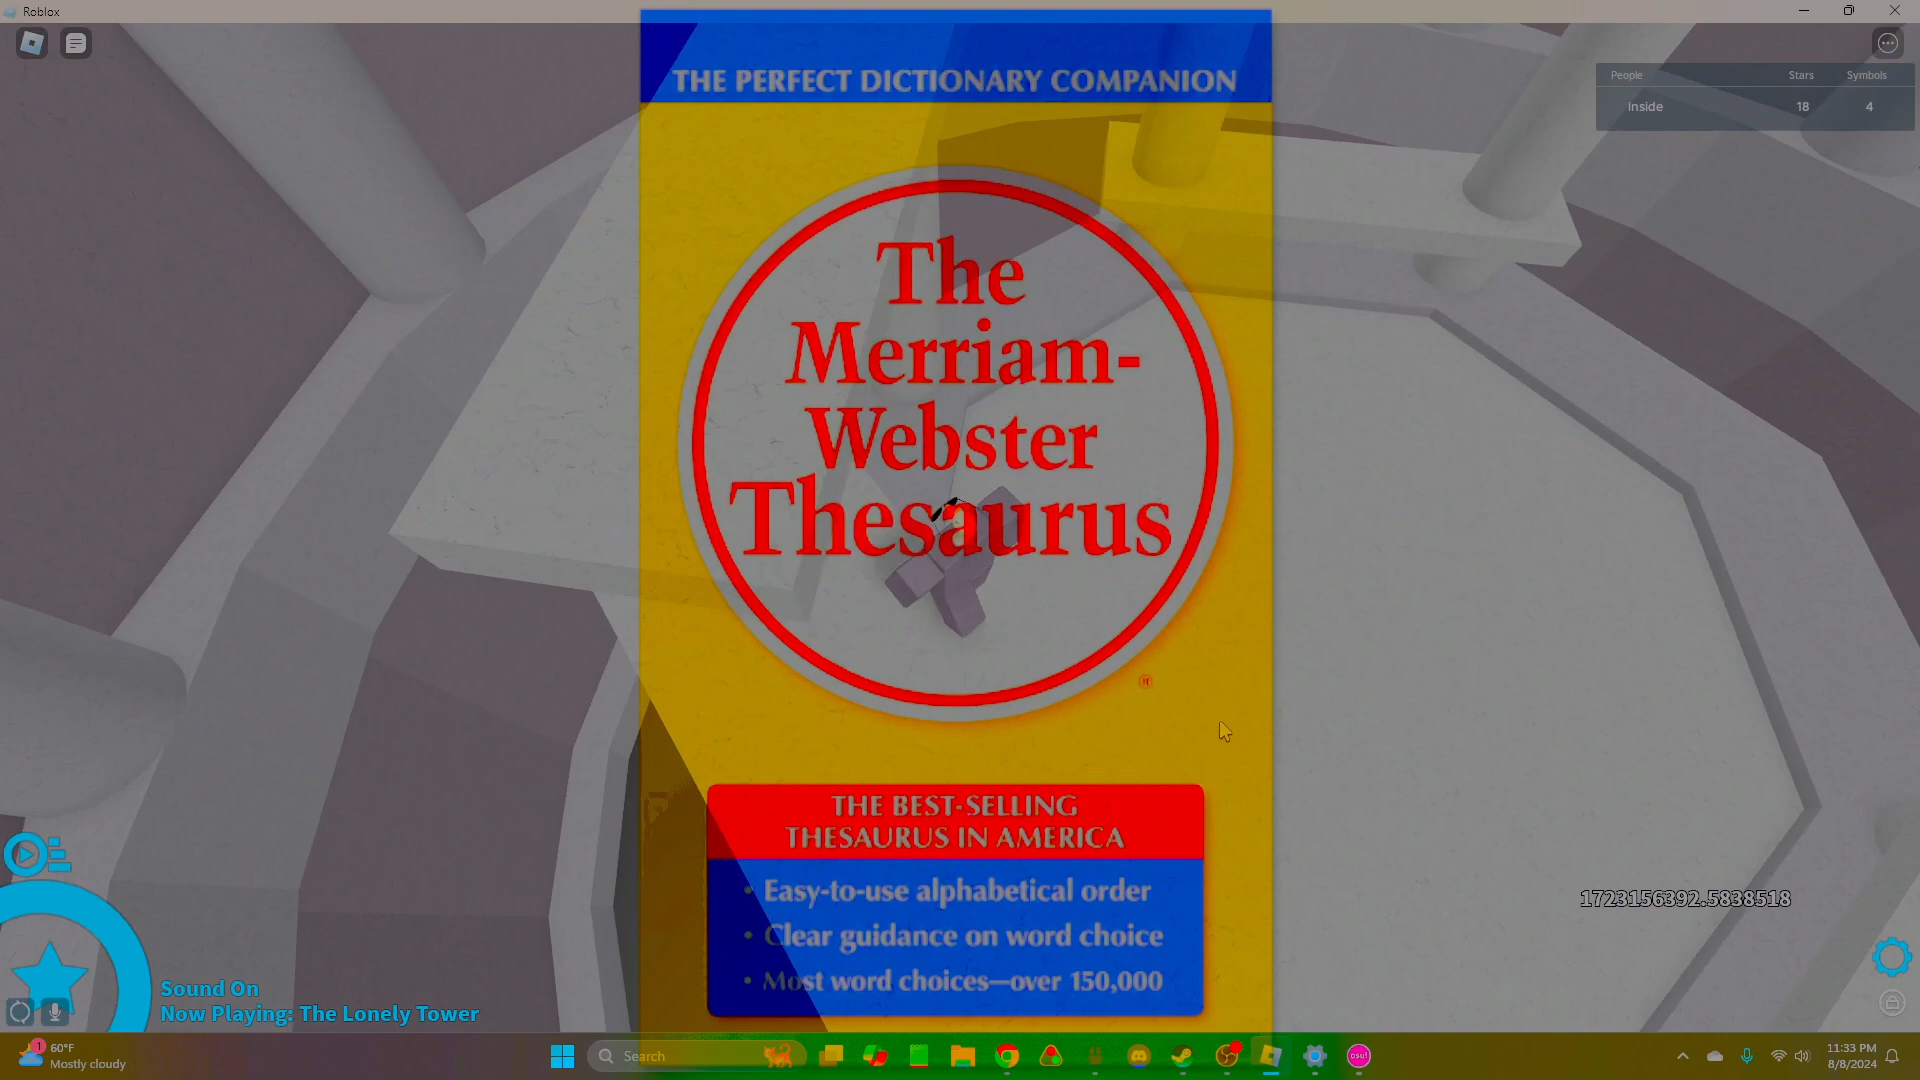 Roblox
THE PERFECT DICTIONARY COMPANION
People Stars Symbols
Inside 18 4
The
Merriam-
Webster
Thesaurus
THE BEST-SELLING
THESAURUS IN AMERICA
• Easy-to-use alphabetical order
• Clear guidance on word choice
• Most word choices—over 150,000
1723156392.5838518
Sound On
Now Playing: The Lonely Tower
1
60°F
Mostly cloudy
Search
osu!
11:33 PM
8/8/2024